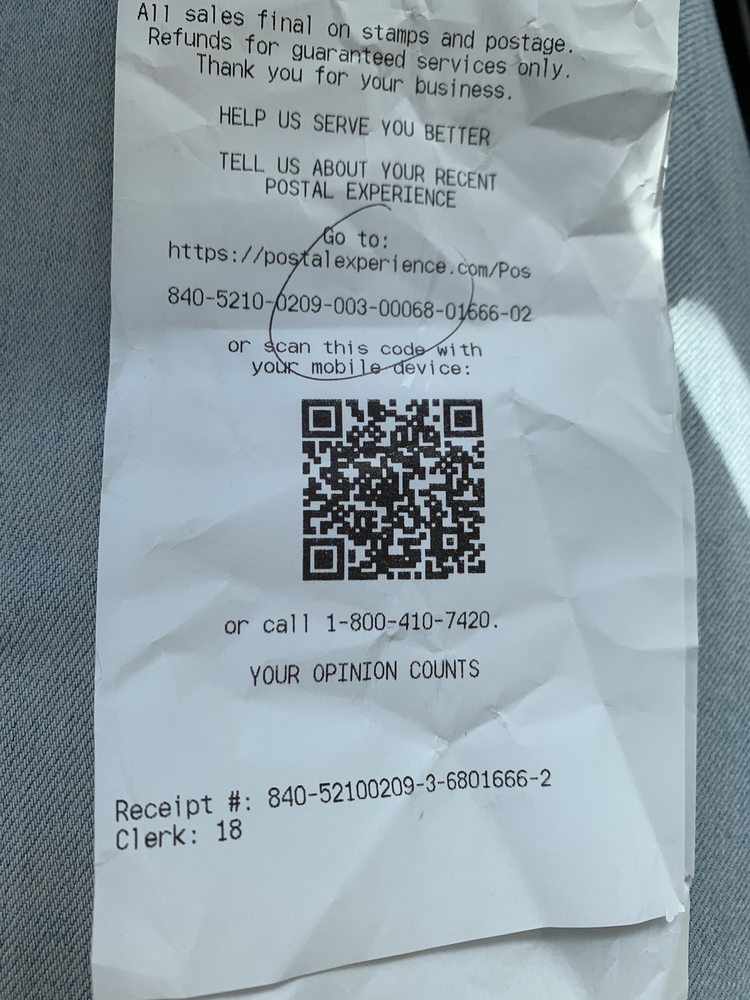 All sales final on stamps and postage.
Refunds for guaranteed services only.
Thank you for your business.
HELP US SERVE YOU BETTER
TELL US ABOUT YOUR RECENT
POSTAL EXPERIENCE
Go to:
https://postalexperience.com/Pos
840-5210-0209-003-00068-01666-02
or scan this code with
your mobile device:
or call 1-800-410-7420.
YOUR OPINION COUNTS
Receipt #: 840-52100209-3-6801666-2
Clerk: 18